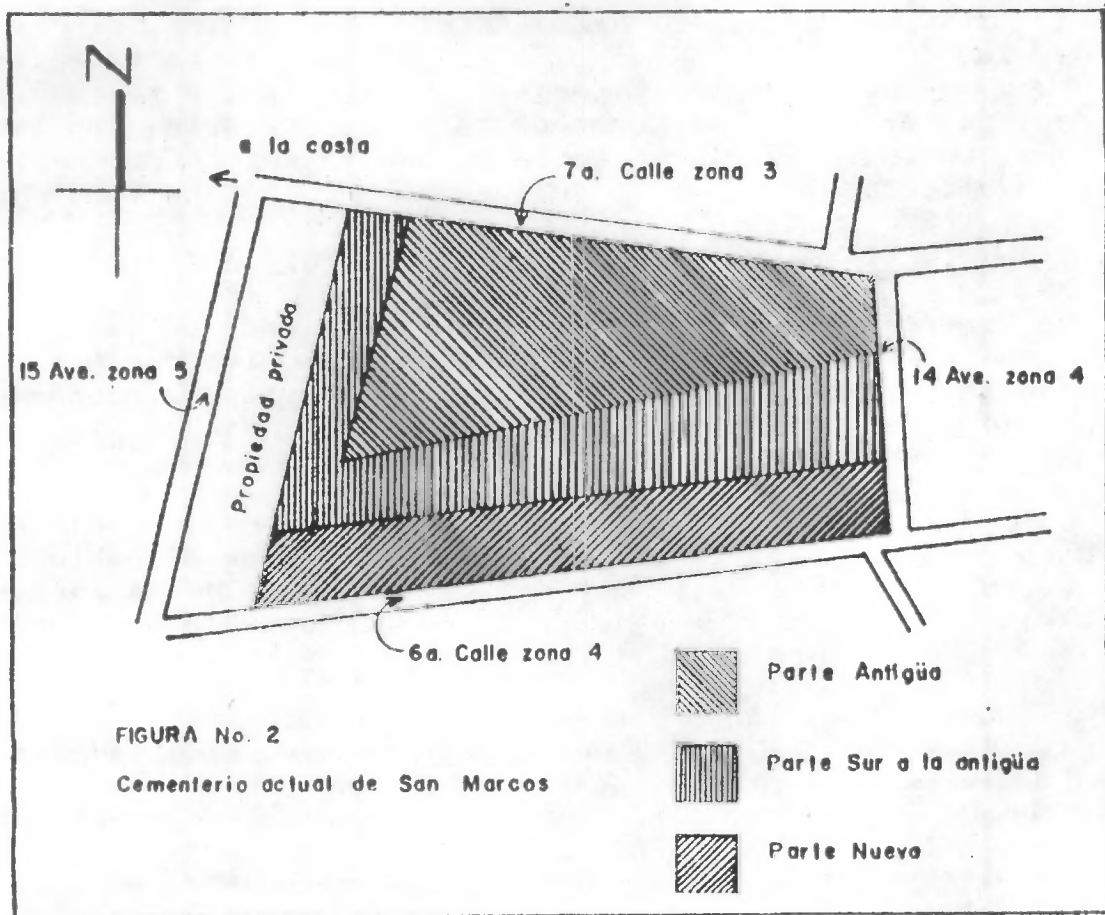 N
a la costa
7a. Calle zona 3
15 Ave. zona 5
Propiedad privada
14 Ave. zona 4
6a. Calle zona 4
Parte Antigüa
FIGURA No. 2
Parte Sur a la antigüa
Cementerio actual de San Marcos
Parte Nueva